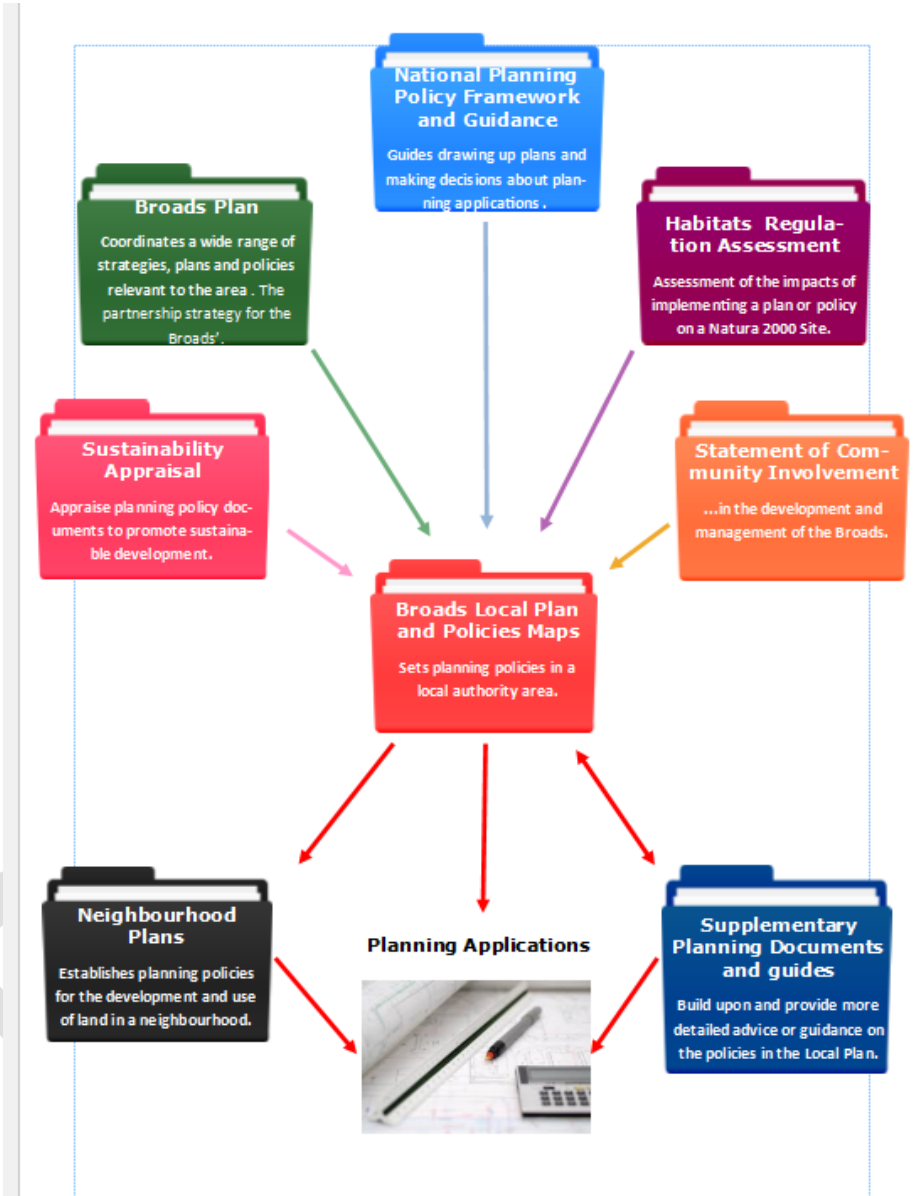 National Planning
Policy Framework
and Guidance
Guides drawing up plans and
making decisions about plan-
ning applications .
Broads Plan
Coordinates a wide range of
strategies, plans and policies
relevant to the area . The
partnership strategy for the
Broads’.
Habitats Regula-
tion Assessment
Assessment of the impacts of
implementing a plan or policy
on a Natura 2000 Site.
Sustainability
Appraisal
Appraise planning policy doc-
uments to promote sustaina-
ble development.
Statement of Com-
munity Involvement
...in the development and
management of the Broads.
Broads Local Plan
and Policies Maps
Sets planning policies in a
local authority area.
Neighbourhood
Plans
Establishes planning policies
for the development and use
of land in a neighbourhood.
Planning Applications
Supplementary
Planning Documents
and guides
Build upon and provide more
detailed advice or guidance on
the policies in the Local Plan.